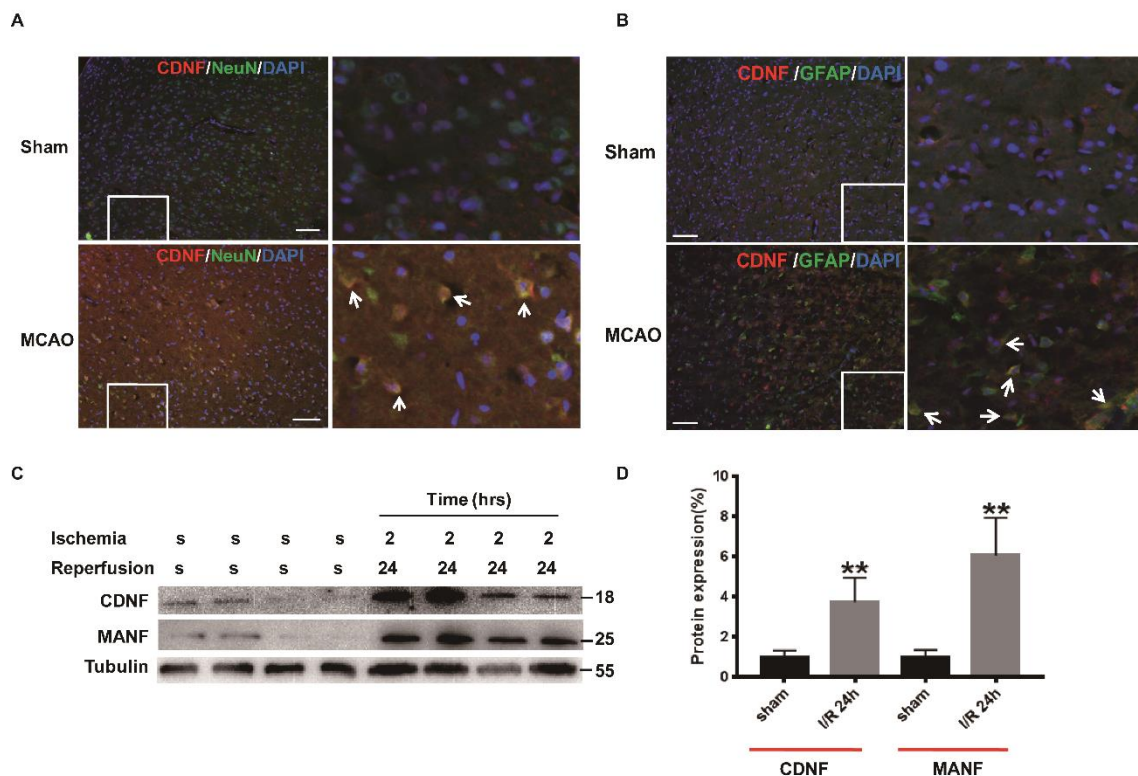 A
CDNF/NeuN/DAPI
Sham
CDNF/NeuN/DAPI
MCAO
B
CDNF /GFAP/DAPI
Sham
CDNF /GFAP/DAPI
MCAO
C
Time (hrs)
Ischemia s s s s 2 2 2 2
Reperfusion s s s s 24 24 24 24
CDNF 18
MANF 25
Tubulin 55
D
Protein expression(%)
10
8
6
4
2
0
** **
sham I/R 24h sham I/R 24h
CDNF MANF